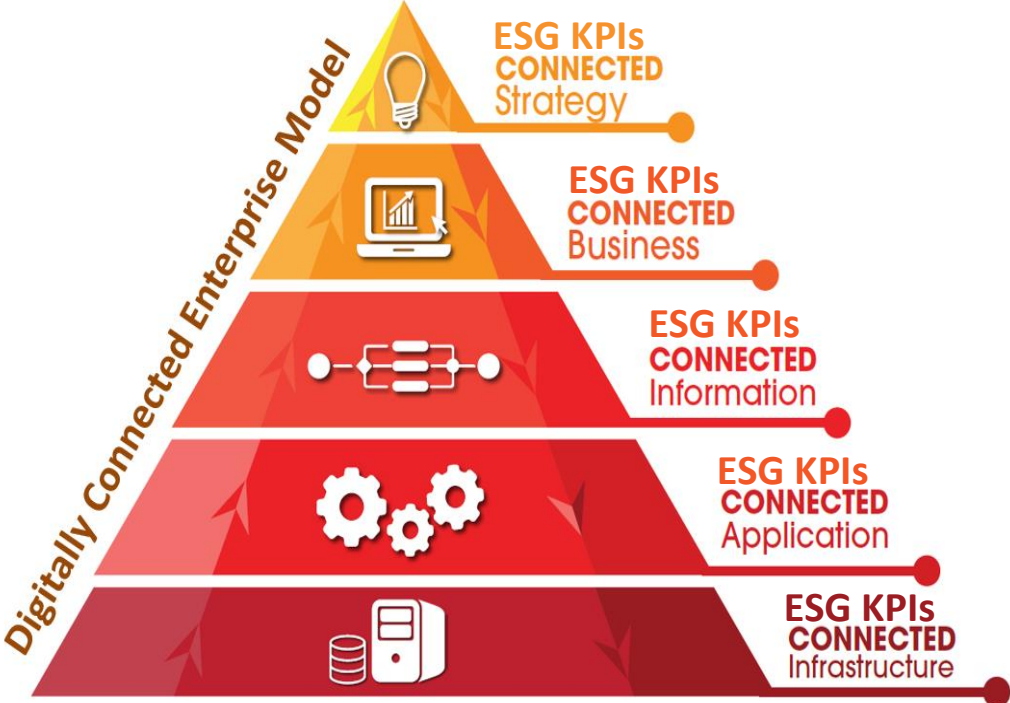 Digitally Connected Enterprise Model
ESG KPIs
CONNECTED
Strategy
ESG KPIs
CONNECTED
Business
ESG KPIs
CONNECTED
Information
ESG KPIs
CONNECTED
Application
ESG KPIs
CONNECTED
Infrastructure